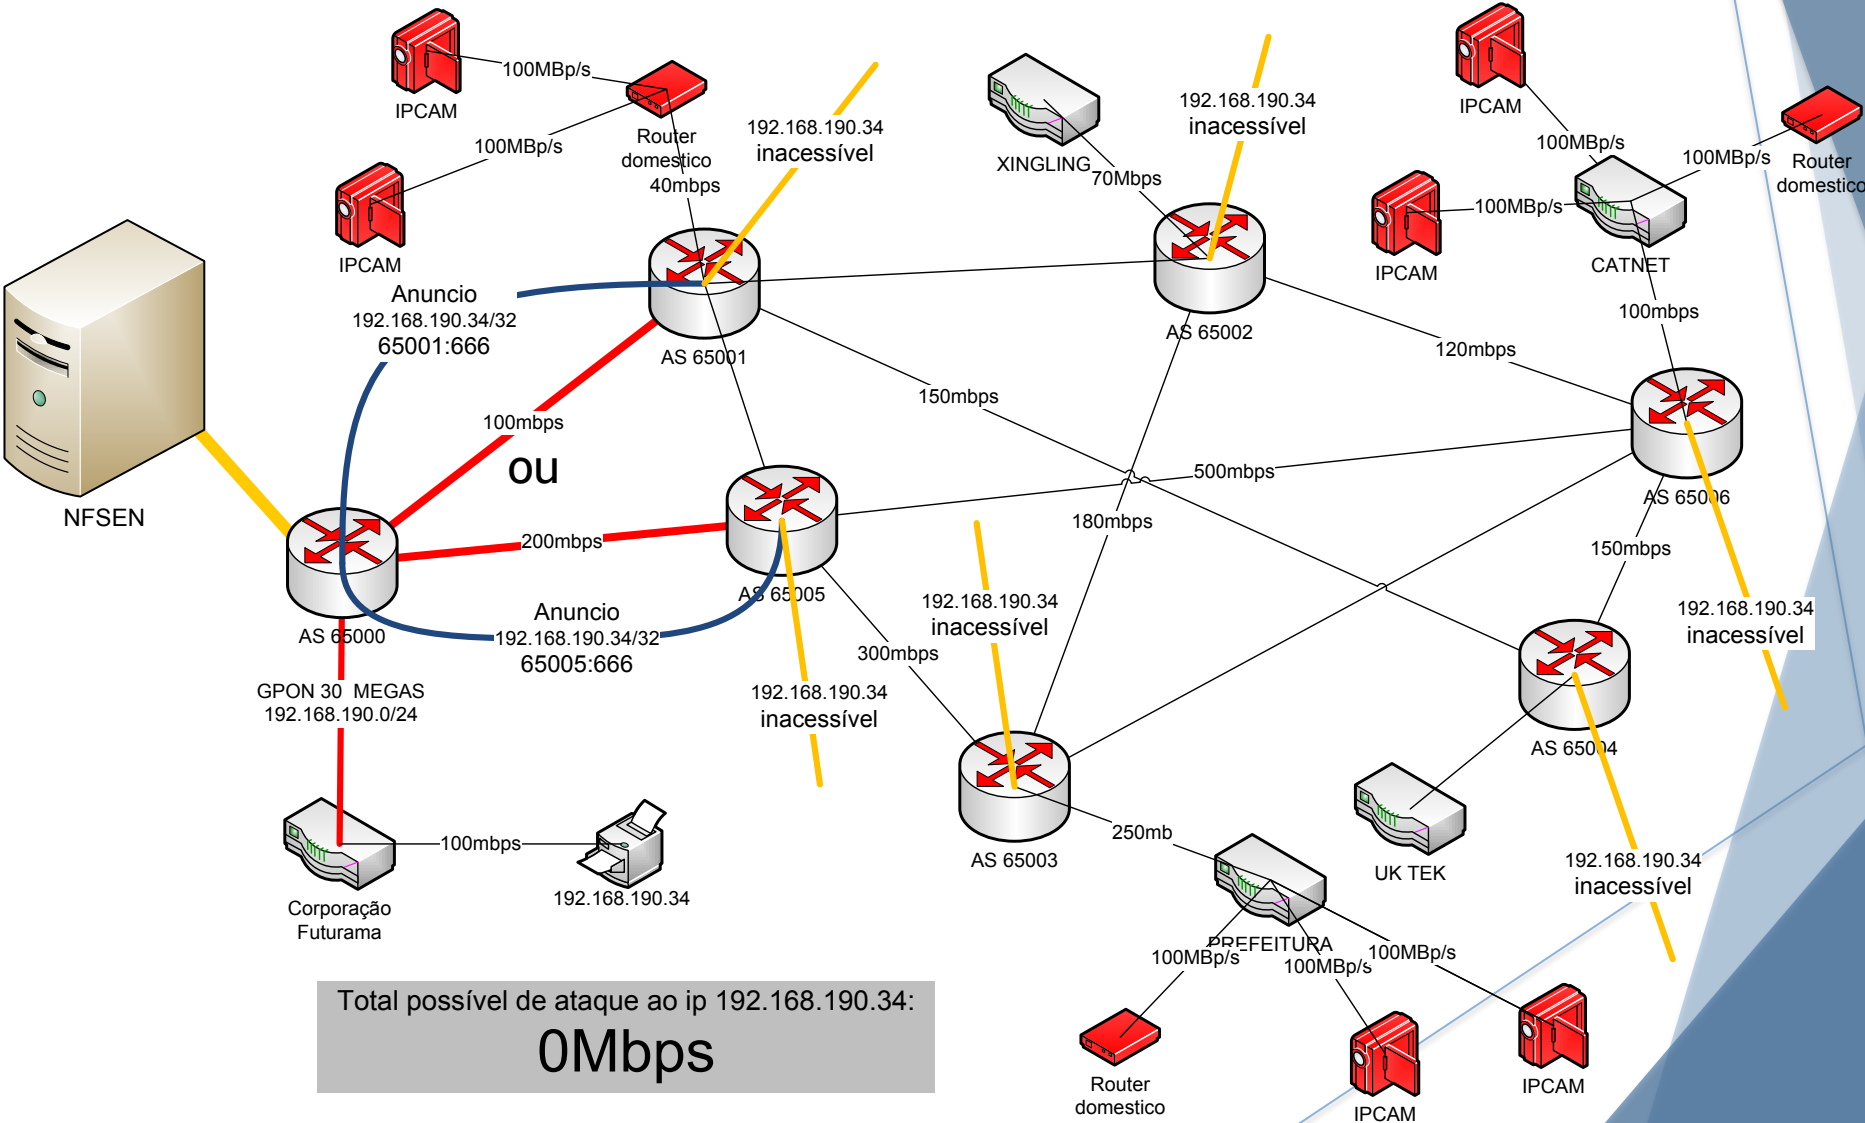 IPCAM
100MBp/s
100MBp/s
IPCAM
Router
domestico
40mbps
192.168.190.34
inacessível
XINGLING
70Mbps
192.168.190.34
inacessível
IPCAM
100MBp/s
100MBp/s
Router
domestico
IPCAM
100MBp/s
CATNET
100mbps
Anuncio
192.168.190.34/32
65001:666
AS 65001
AS 65002
120mbps
150mbps
100mbps
ou
500mbps
AS 65006
NFSEN
200mbps
180mbps
150mbps
AS 65000
AS 65005
Anuncio
192.168.190.34/32
65005:666
300mbps
192.168.190.34
inacessível
192.168.190.34
inacessível
192.168.190.34
inacessível
GPON 30 MEGAS
192.168.190.0/24
AS 65004
100mbps
192.168.190.34
Corporação
Futurama
AS 65003
250mb
UK TEK
192.168.190.34
inacessível
PREFEITURA
100MBp/s
100MBp/s
100MBp/s
Router
domestico
IPCAM
IPCAM
Total possível de ataque ao ip 192.168.190.34:
0Mbps